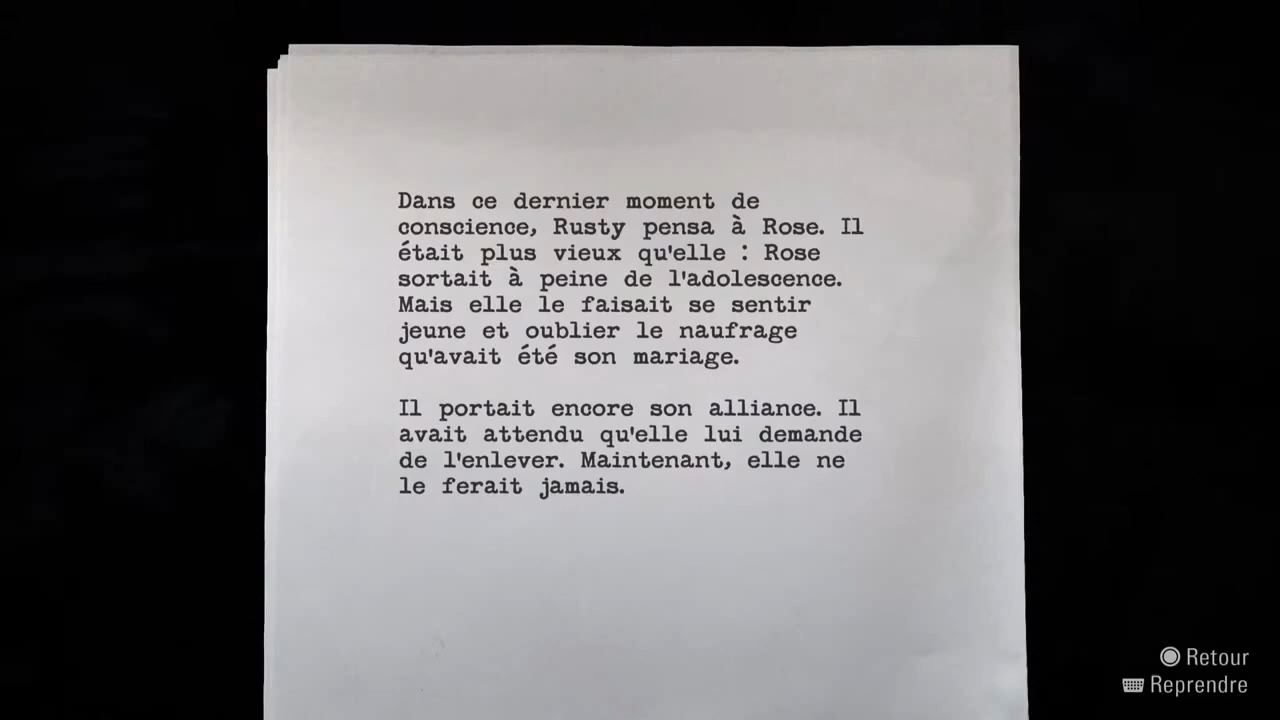 Dans ce dernier moment de
conscience, Rusty pensa à Rose. Il
était plus vieux qu'elle : Rose
sortait à peine de l'adolescence.
Mais elle le faisait se sentir
jeune et oublier le naufrage
qu'avait été son mariage.
Il portait encore son alliance. Il
avait attendu qu'elle lui demande
de l'enlever. Maintenant, elle ne
le ferait jamais.
Retour
Reprendre